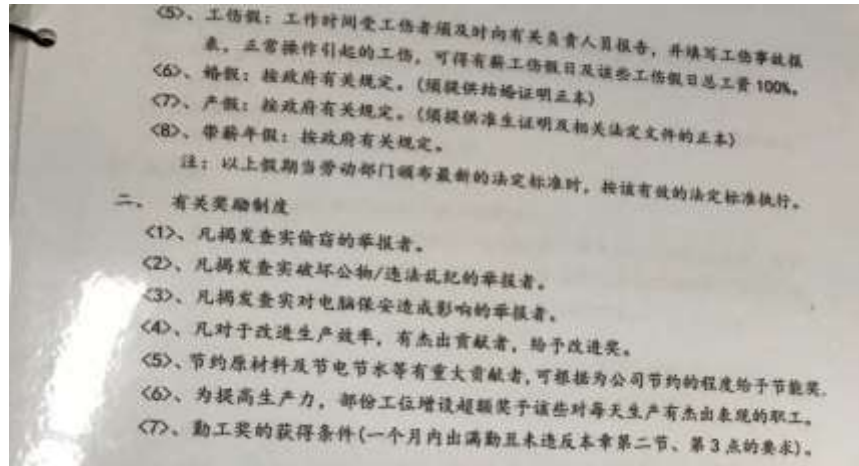 <5>、工伤假：工作时间受工伤者须及时向有关负责人员报告，并填写工伤事故报
表，正常操作引起的工伤，可得有薪工伤假日及该些工伤假日总工资100%。
<6>、婚假：按政府有关规定。(须提供结婚证明正本)
<7>、产假：按政府有关规定。(须提供准生证明及相关法定文件的正本)
<8>、带薪年假：按政府有关规定。
注：以上假期当劳动部门颁布最新的法定标准时，按该有效的法定标准执行。
二、 有关奖励制度
<1>、凡揭发查实偷窃的举报者。
<2>、凡揭发查实破坏公物/违法乱纪的举报者。
<3>、凡揭发查实对电脑保安造成影响的举报者。
<4>、凡对于改进生产效率，有杰出贡献者，给予改进奖。
<5>、节约原材料及节电节水等有重大贡献者,可根据为公司节约的程度给予节能奖.
<6>、为提高生产力，部份工位增设超额奖于该些对每天生产有杰出表现的职工。
<7>、勤工奖的获得条件(一个月内出满勤且未违反本章第二节、第3点的要求)。